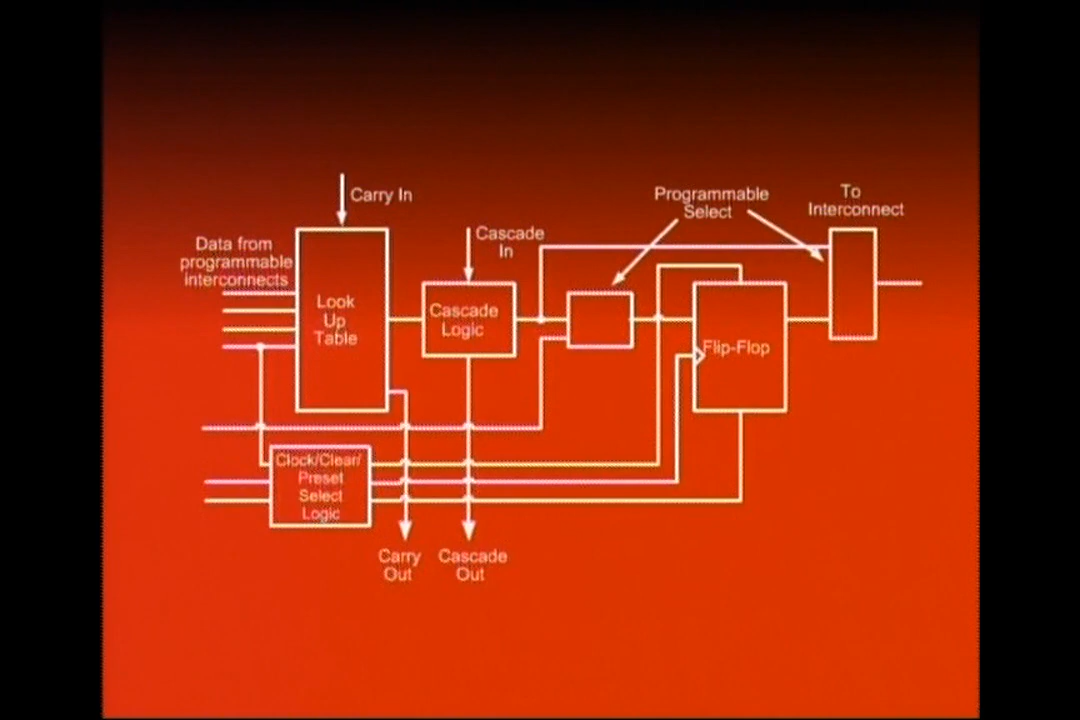 Carry In
Programmable
Select
To
Interconnect
Data from
programmable
interconnects
Cascade
In
Look
Up
Table
Cascade
Logic
Flip-Flop
Clock/Clear/
Preset
Select
Logic
Carry
Out
Cascade
Out